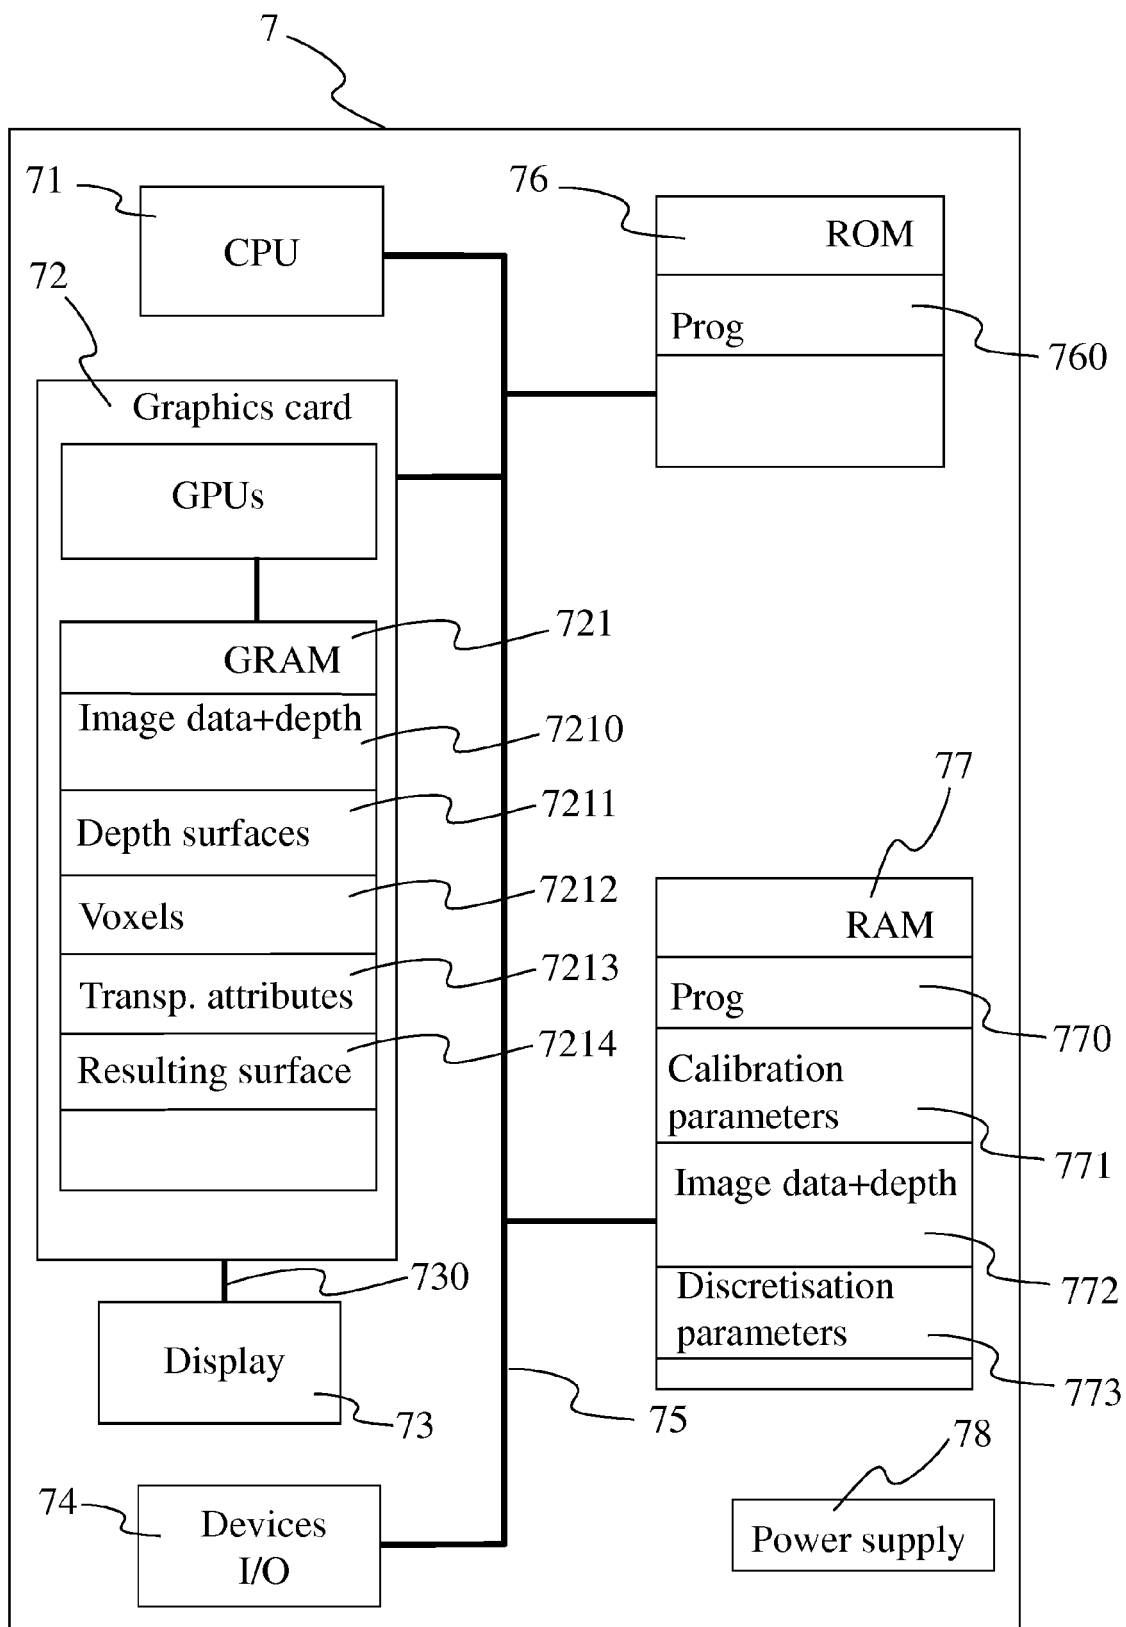 7
71
CPU
76
ROM
Prog
760
72
Graphics card
GPUs
721
GRAM
Image data+depth
7210
Depth surfaces
7211
Voxels
7212
Transp. attributes
7213
Resulting surface
7214
77
RAM
Prog
770
Calibration
parameters
771
Image data+depth
772
Discretisation
parameters
773
730
Display
73
75
74
Devices
I/O
78
Power supply